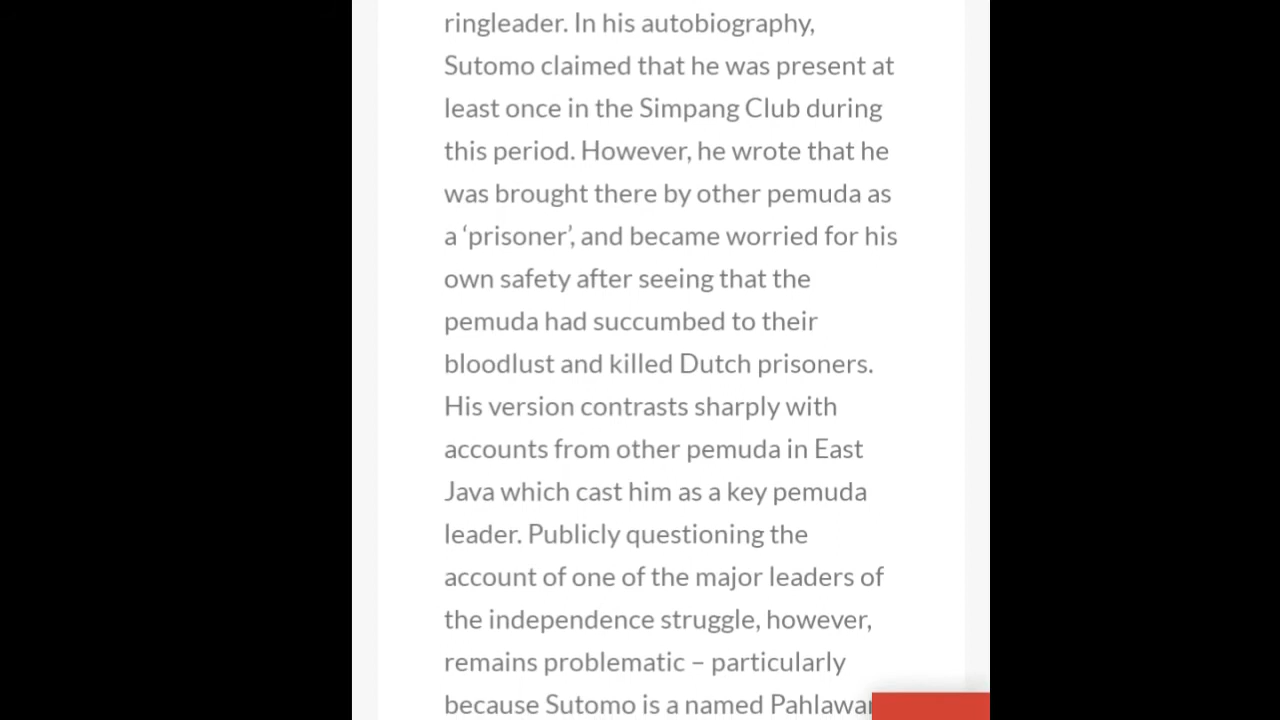 ringleader. In his autobiography,
Sutomo claimed that he was present at
least once in the Simpang Club during
this period. However, he wrote that he
was brought there by other pemuda as
a ‘prisoner’, and became worried for his
own safety after seeing that the
pemuda had succumbed to their
bloodlust and killed Dutch prisoners.
His version contrasts sharply with
accounts from other pemuda in East
Java which cast him as a key pemuda
leader. Publicly questioning the
account of one of the major leaders of
the independence struggle, however,
remains problematic – particularly
because Sutomo is a named